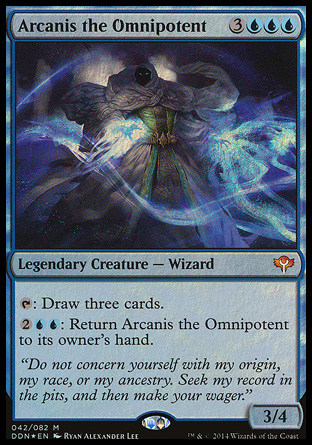 Arcanis the Omnipotent 3
Legendary Creature — Wizard
: Draw three cards.
2 : Return Arcanis the Omnipotent
to its owner's hand.
“Do not concern yourself with my origin,
my race, or my ancestry. Seek my record in
the pits, and then make your wager.”
3/4
042/082 M
DDN★EN RYAN ALEXANDER LEE ™ & © 2014 Wizards of the Coast